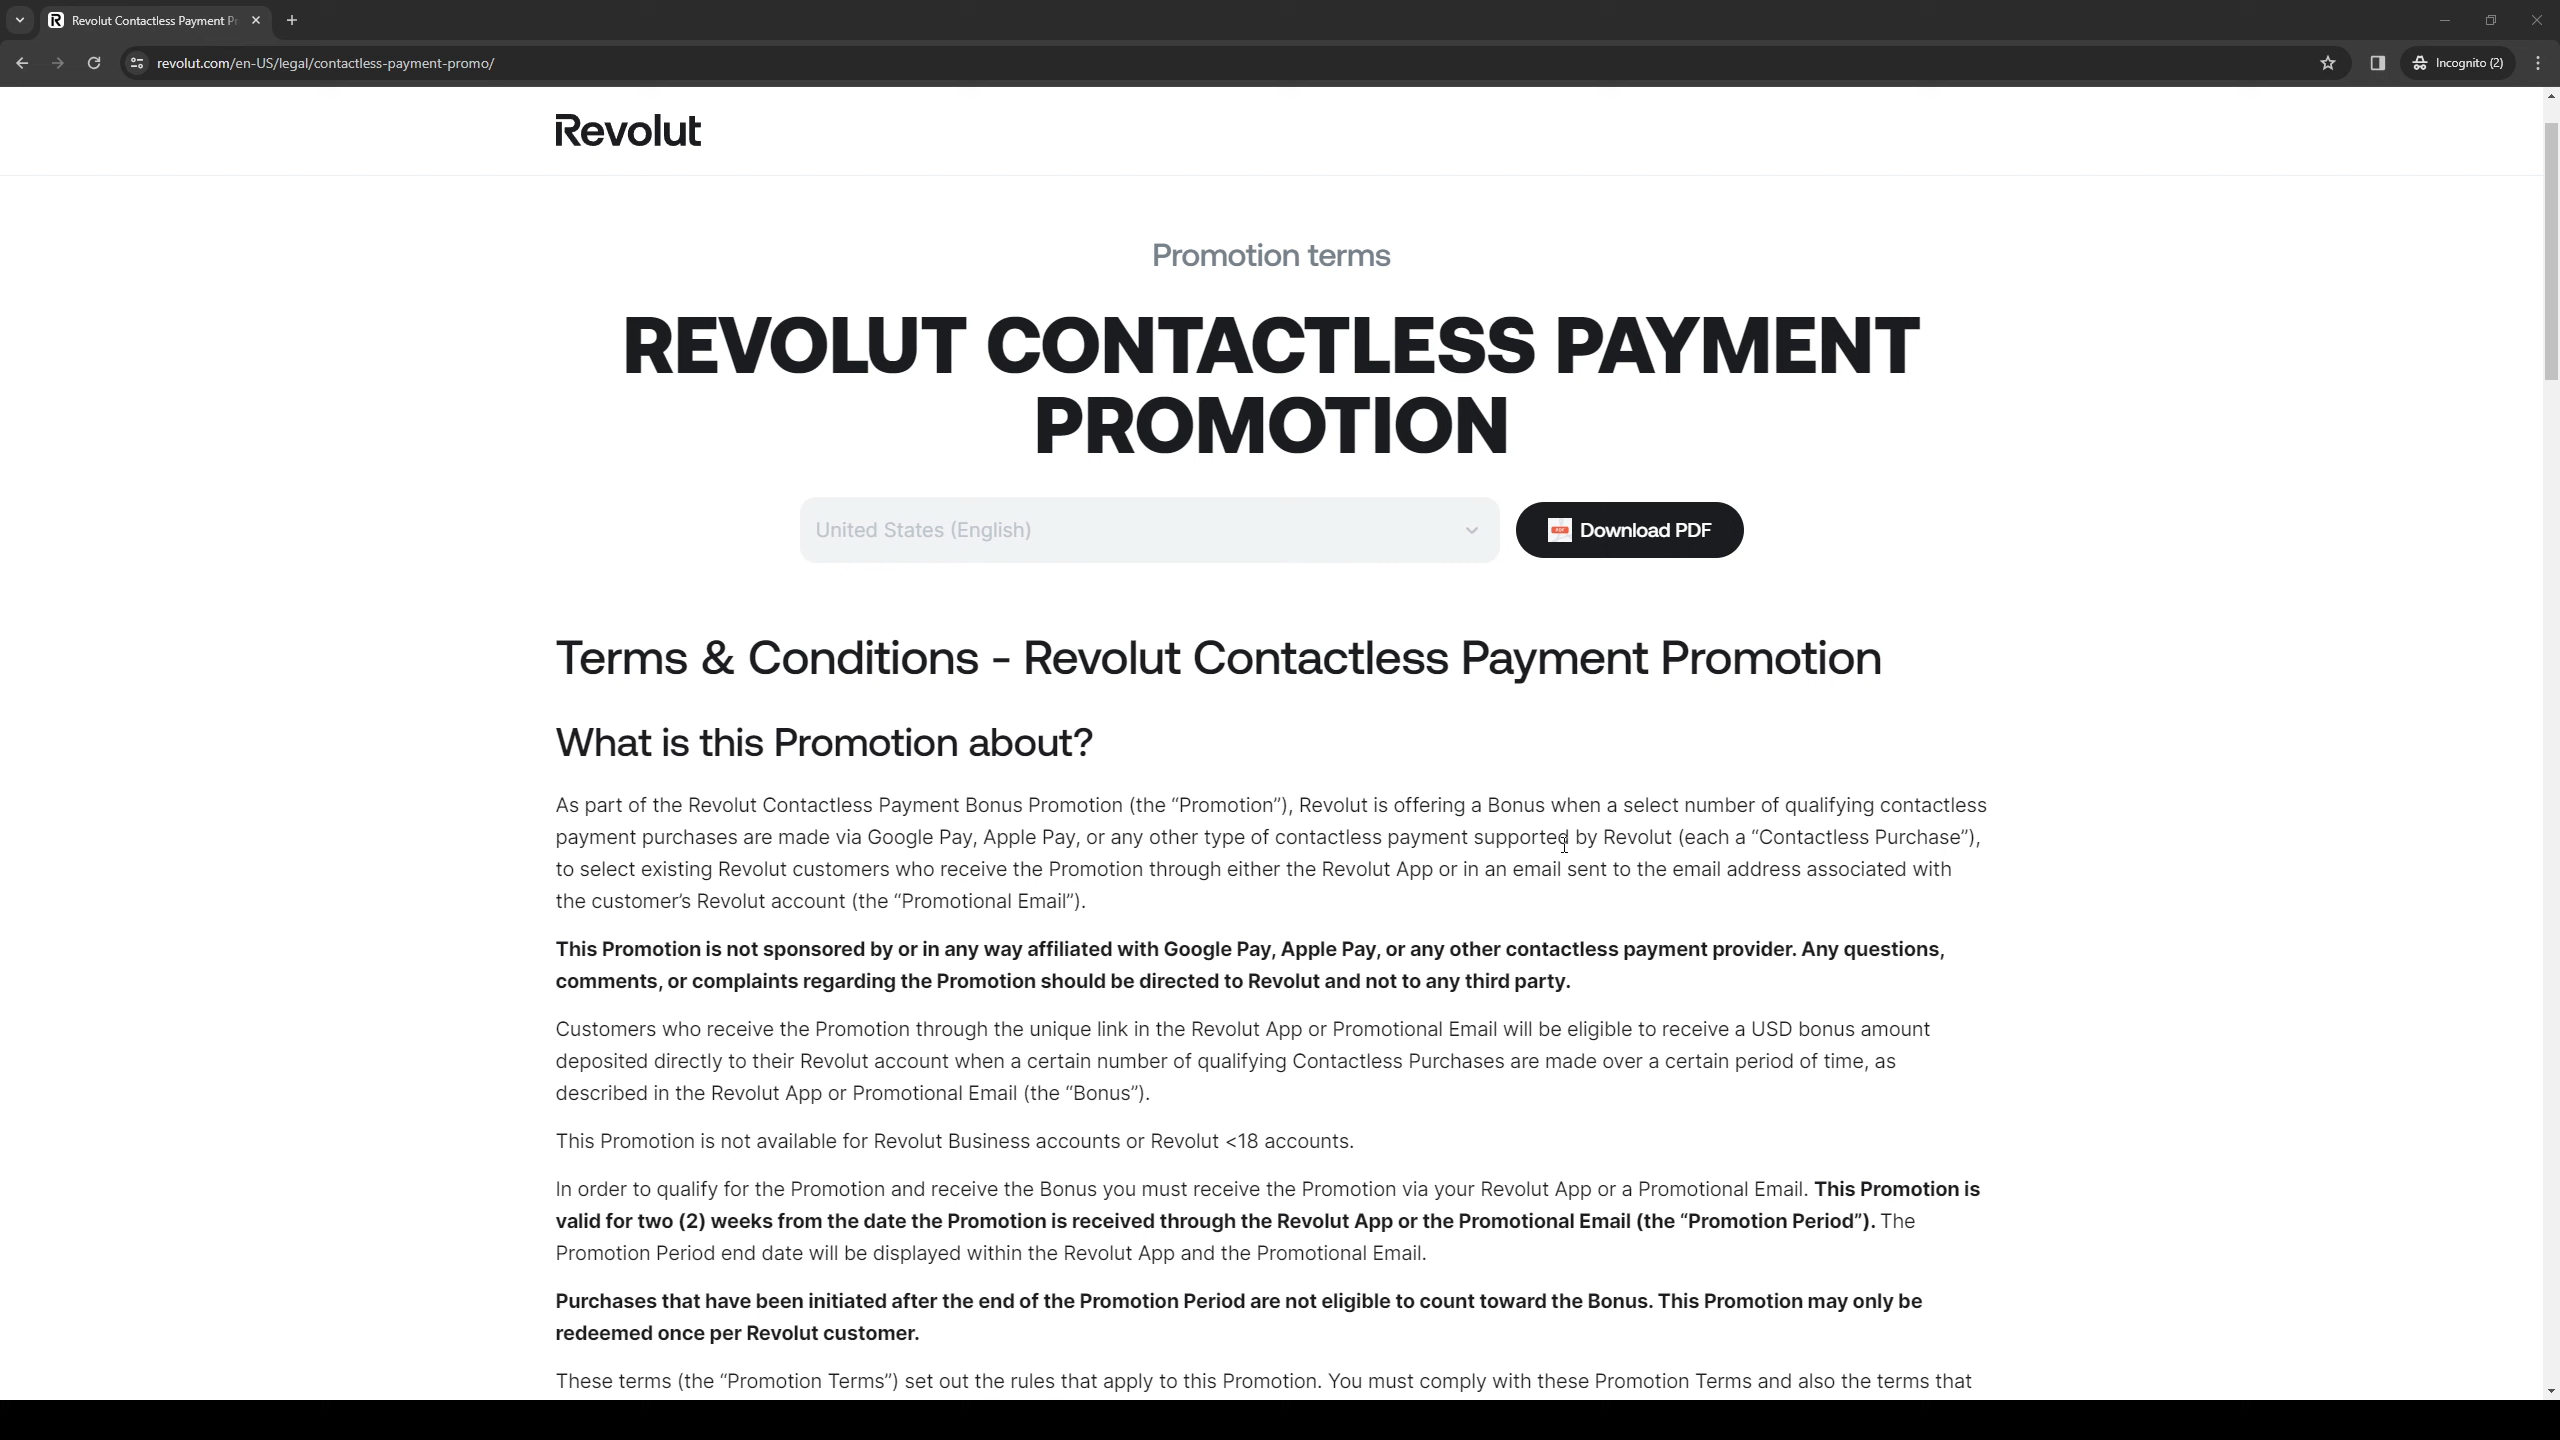 Revolut Contactless Payment P
revolut.com/en-US/legal/contactless-payment-promo/
Incognito (2)
Revolut
Promotion terms
REVOLUT CONTACTLESS PAYMENT
PROMOTION
United States (English)
PDF
Download PDF
Terms & Conditions - Revolut Contactless Payment Promotion
What is this Promotion about?
As part of the Revolut Contactless Payment Bonus Promotion (the “Promotion”), Revolut is offering a Bonus when a select number of qualifying contactless
payment purchases are made via Google Pay, Apple Pay, or any other type of contactless payment supported by Revolut (each a “Contactless Purchase”),
to select existing Revolut customers who receive the Promotion through either the Revolut App or in an email sent to the email address associated with
the customer’s Revolut account (the “Promotional Email”).
This Promotion is not sponsored by or in any way affiliated with Google Pay, Apple Pay, or any other contactless payment provider. Any questions,
comments, or complaints regarding the Promotion should be directed to Revolut and not to any third party.
Customers who receive the Promotion through the unique link in the Revolut App or Promotional Email will be eligible to receive a USD bonus amount
deposited directly to their Revolut account when a certain number of qualifying Contactless Purchases are made over a certain period of time, as
described in the Revolut App or Promotional Email (the “Bonus”).
This Promotion is not available for Revolut Business accounts or Revolut <18 accounts.
In order to qualify for the Promotion and receive the Bonus you must receive the Promotion via your Revolut App or a Promotional Email. This Promotion is
valid for two (2) weeks from the date the Promotion is received through the Revolut App or the Promotional Email (the “Promotion Period”). The
Promotion Period end date will be displayed within the Revolut App and the Promotional Email.
Purchases that have been initiated after the end of the Promotion Period are not eligible to count toward the Bonus. This Promotion may only be
redeemed once per Revolut customer.
These terms (the “Promotion Terms”) set out the rules that apply to this Promotion. You must comply with these Promotion Terms and also the terms that